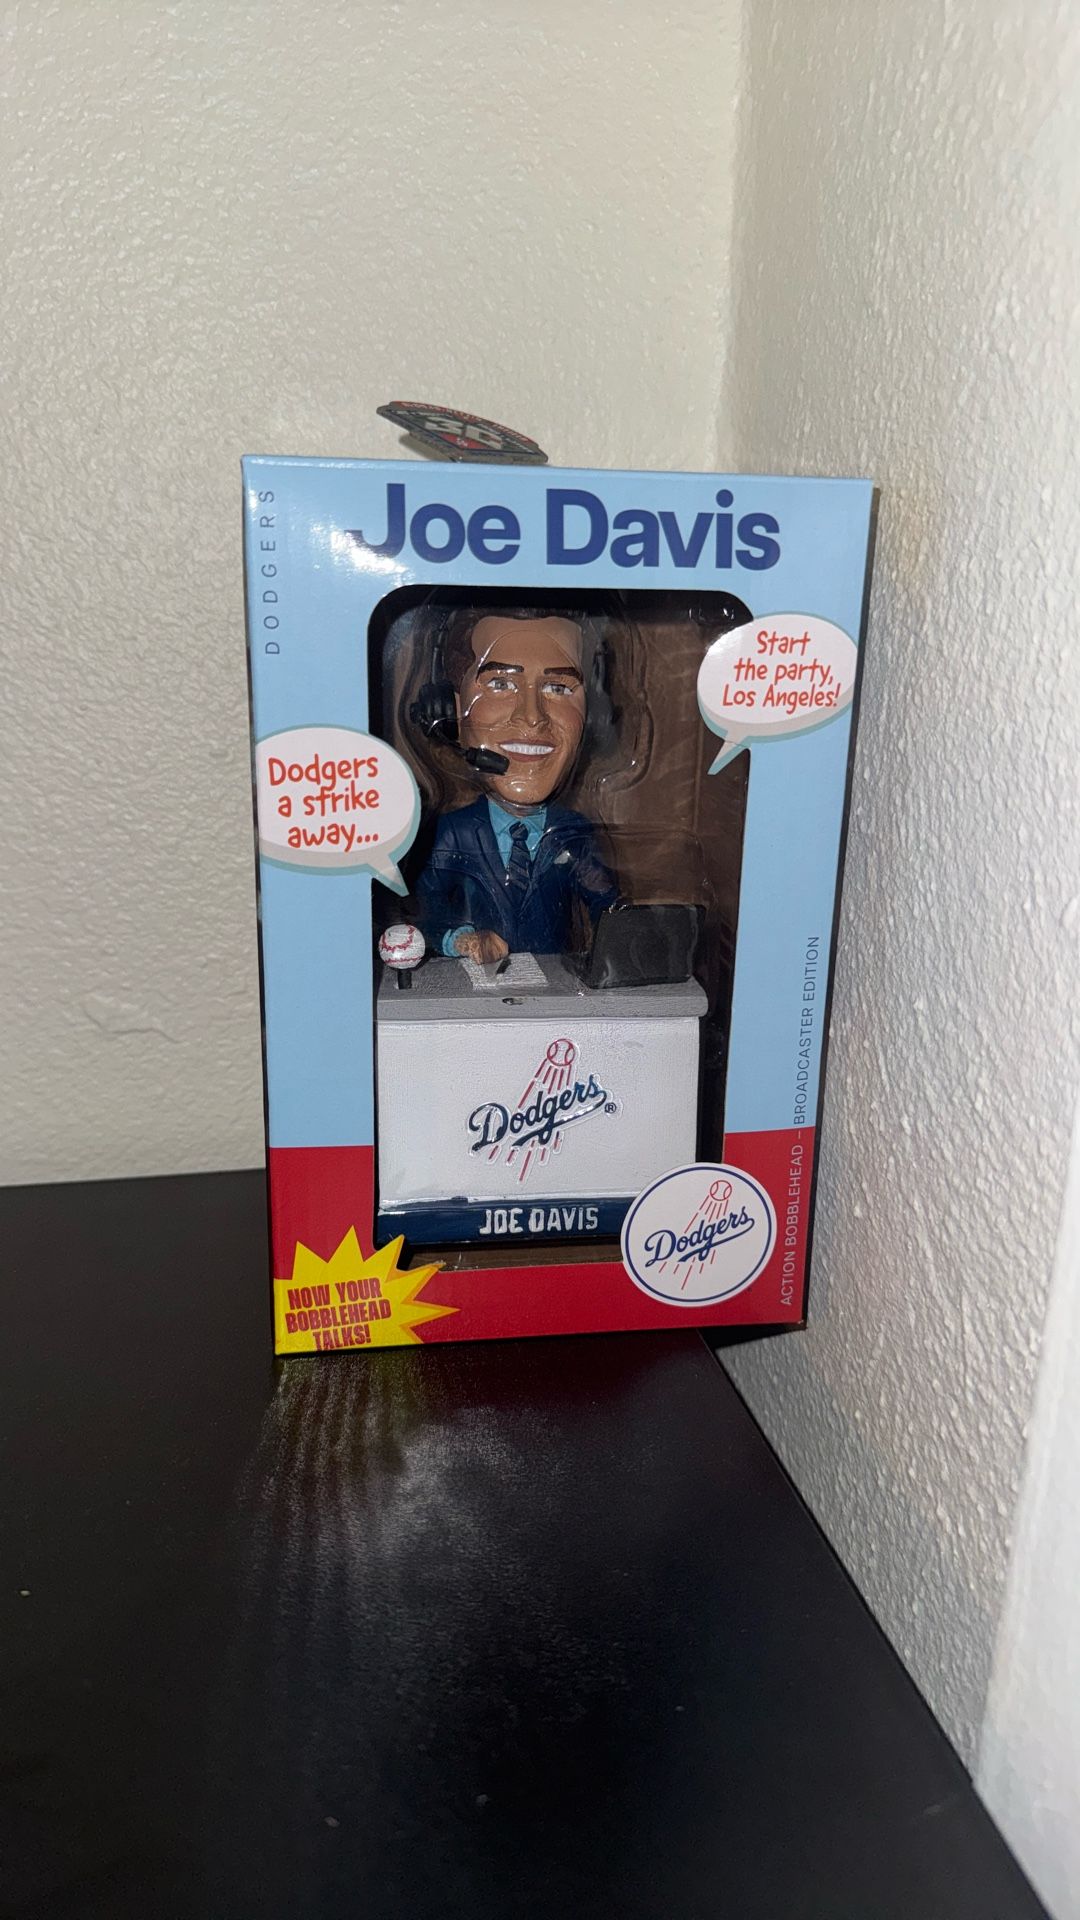 Joe Davis
DODGERS
Start
the party,
Los Angeles!
Dodgers
a strike
away...
Dodgers®
JOE DAVIS
Dodgers
NOW YOUR
BOBBLEHEAD
TALKS!
ACTION BOBBLEHEAD – BROADCASTER EDITION